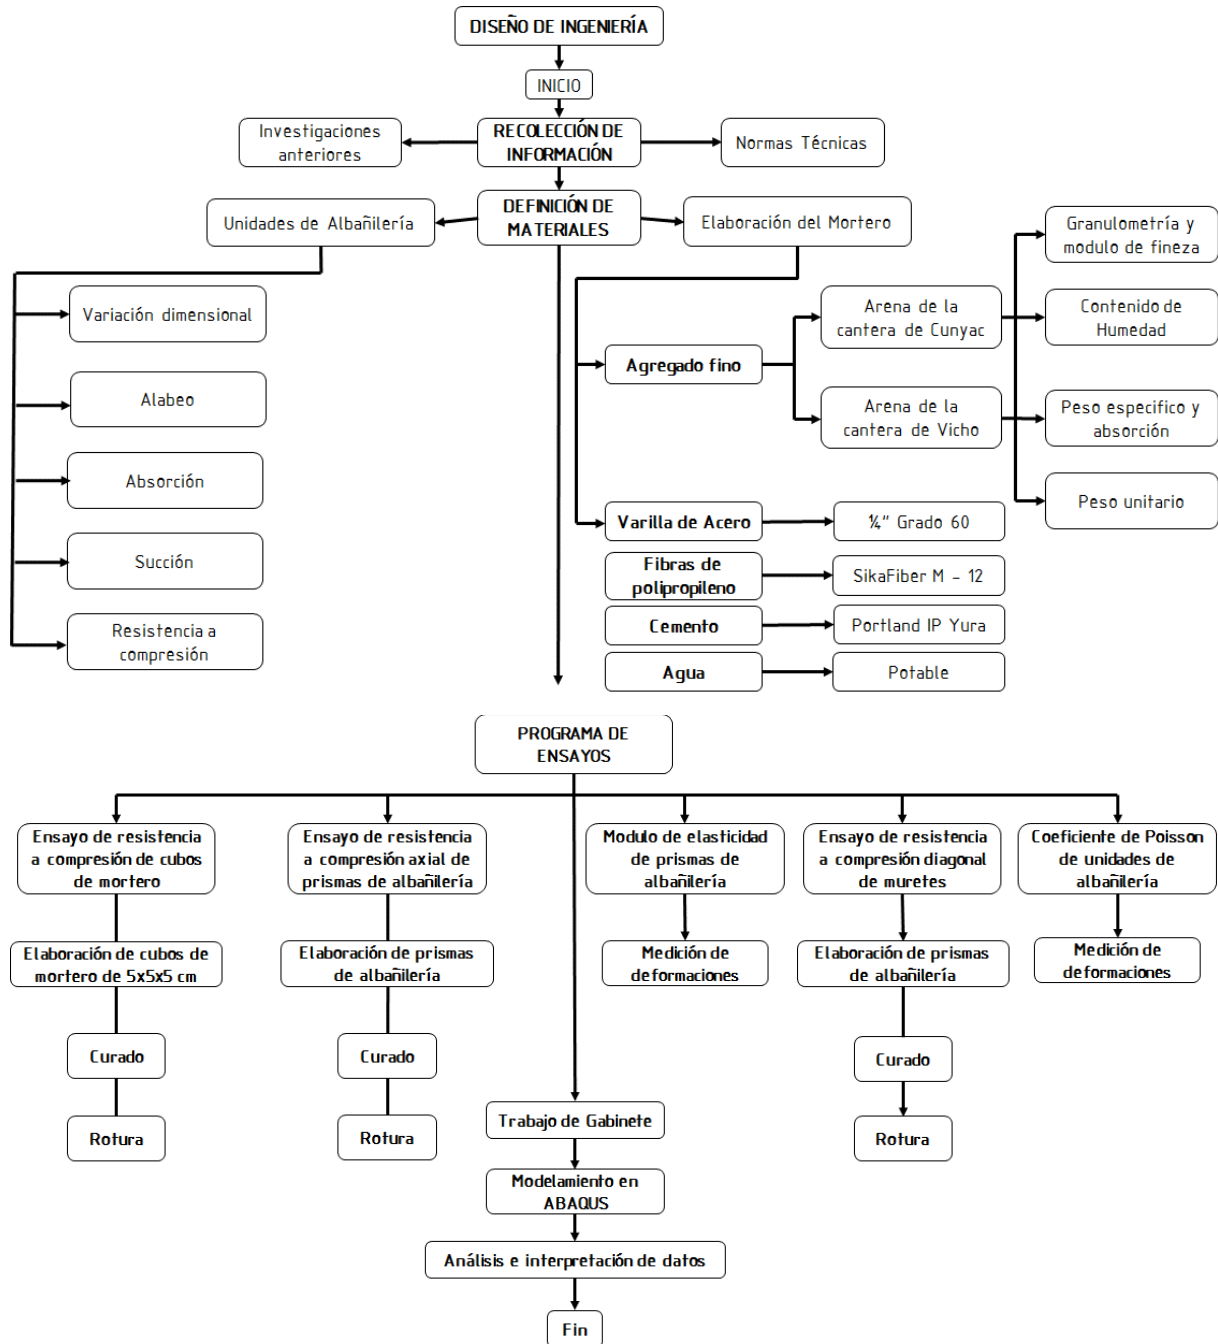 DISEÑO DE INGENIERÍA
INICIO
Investigaciones
anteriores
RECOLECCIÓN DE
INFORMACIÓN
Normas Técnicas
Unidades de Albañilería
DEFINICIÓN DE
MATERIALES
Elaboración del Mortero
Variación dimensional
Alabeo
Absorción
Succión
Resistencia a
compresión
Agregado fino
Arena de la
cantera de Cunyac
Arena de la
cantera de Vicho
Granulometría y
modulo de fineza
Contenido de
Humedad
Peso especifico y
absorción
Peso unitario
Varilla de Acero
¼" Grado 60
Fibras de
polipropileno
SikaFiber M - 12
Cemento
Portland IP Yura
Agua
Potable
PROGRAMA DE
ENSAYOS
Ensayo de resistencia
a compresión de cubos
de mortero
Ensayo de resistencia
a compresión axial de
prismas de albañilería
Modulo de elasticidad
de prismas de
albañilería
Ensayo de resistencia
a compresión diagonal
de muretes
Coeficiente de Poisson
de unidades de
albañilería
Elaboración de cubos de
mortero de 5x5x5 cm
Elaboración de prismas
de albañilería
Medición de
deformaciones
Elaboración de prismas
de albañilería
Medición de
deformaciones
Curado
Curado
Curado
Rotura
Rotura
Rotura
Trabajo de Gabinete
Modelamiento en
ABAQUS
Análisis e interpretación de datos
Fin